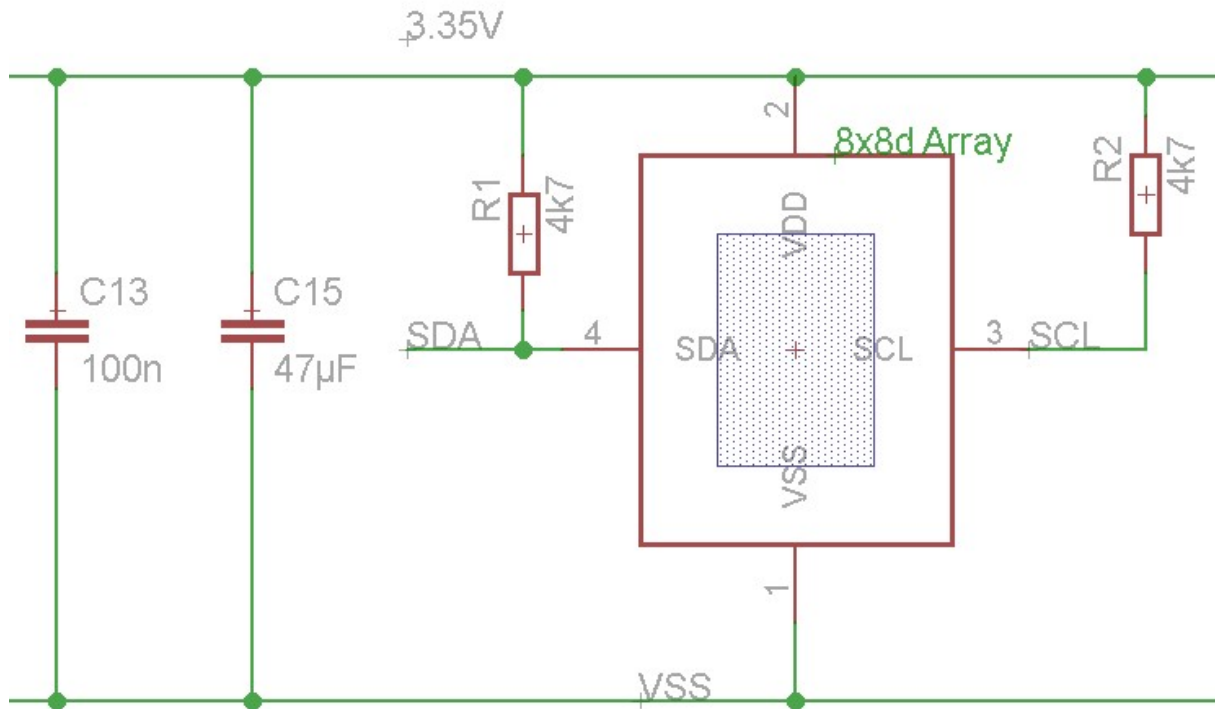 3.35V
2
8x8d Array
R1
4k7
R2
4k7
VDD
C13
100n
C15
47µF
SDA
4
SDA
SCL
3
SCL
VSS
1
VSS